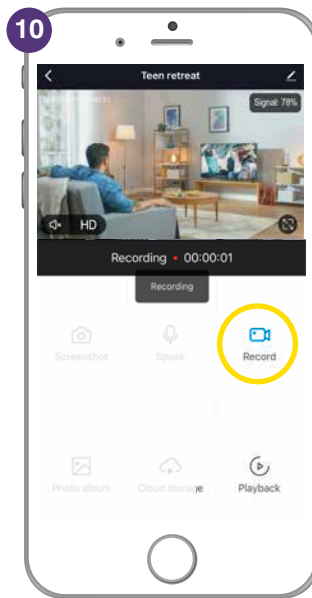 10
Teen retreat
Signal: 78%
HD
Recording • 00:00:01
Recording
Screenshot
Speak
Record
Photo album
Cloud storage
Playback